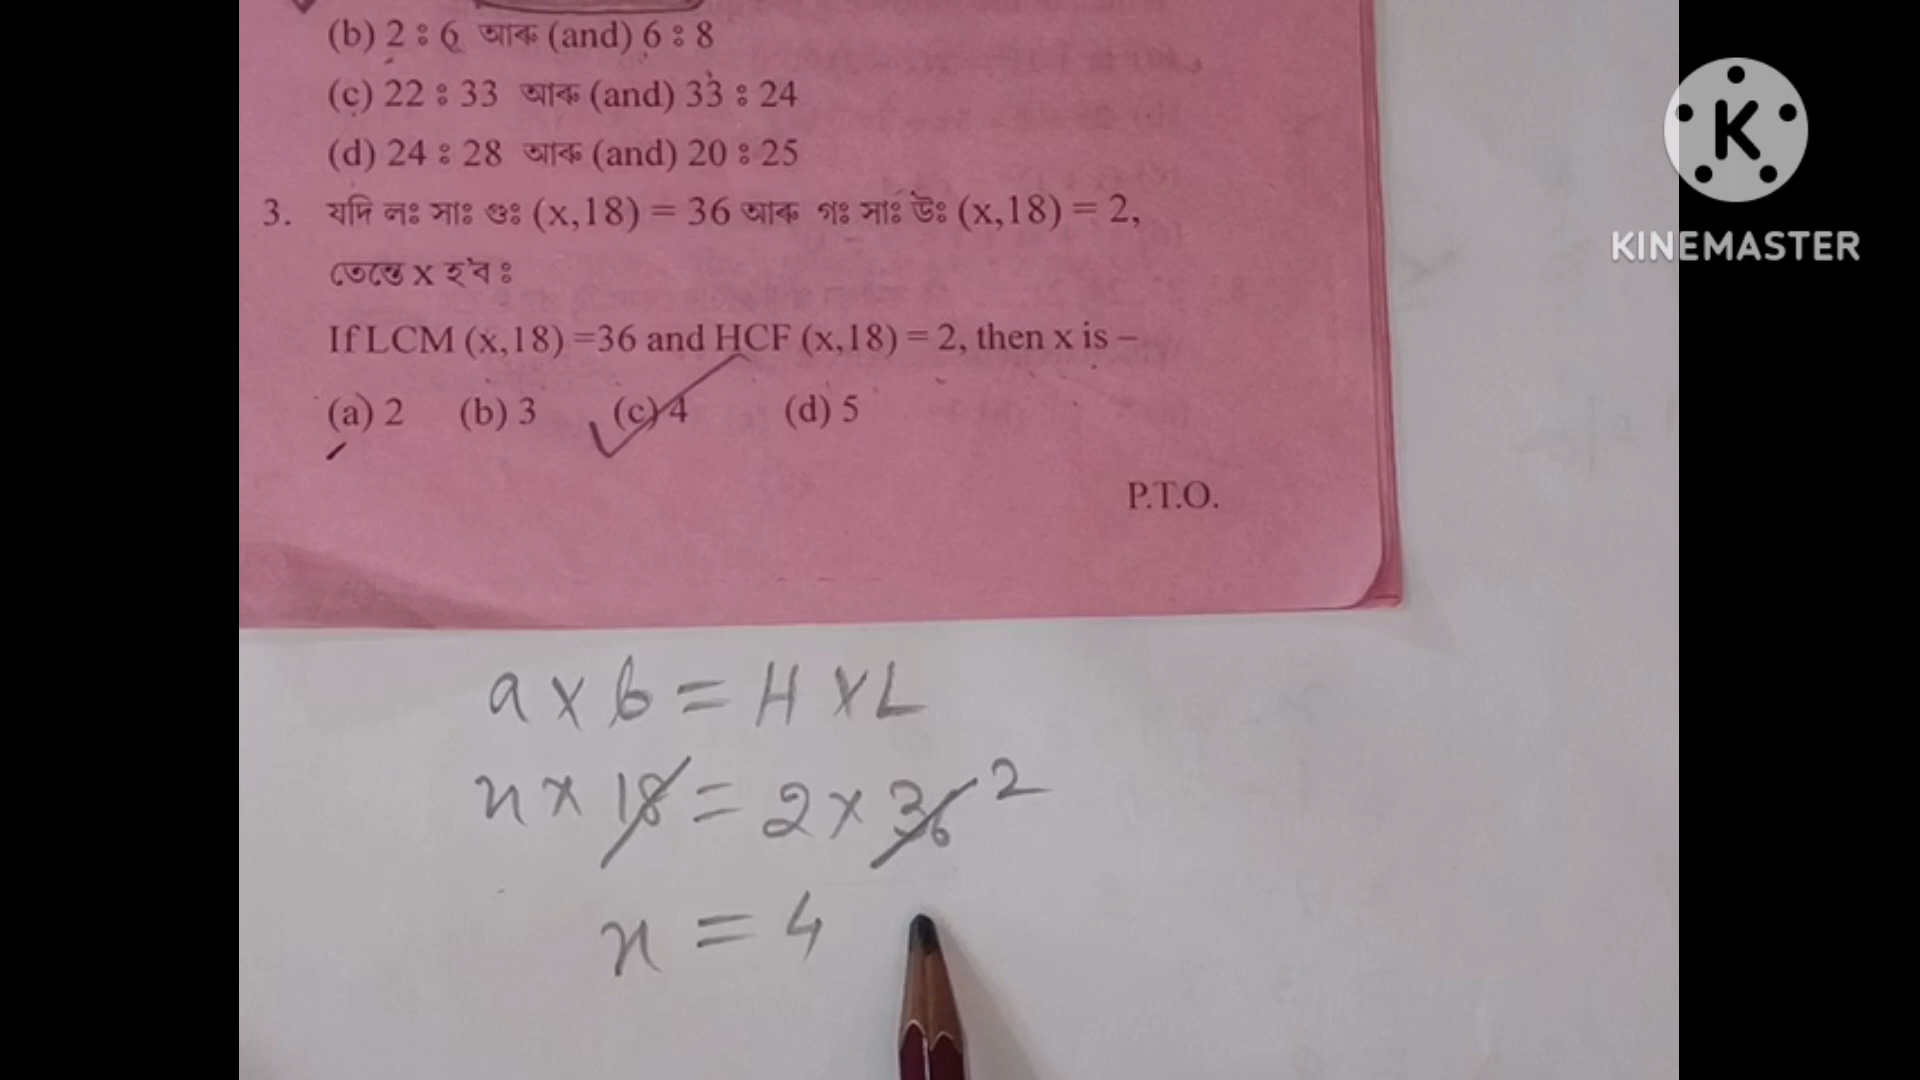 (b) 2 ঃ 6 আৰু (and) 6 ঃ 8
(c) 22 ঃ 33 আৰু (and) 33 ঃ 24
(d) 24 ঃ 28 আৰু (and) 20 ঃ 25
3. যদি লঃ সাঃ গুঃ (x,18) = 36 আৰু গঃ সাঃ উঃ (x,18) = 2,
তেন্তে x হ'ব ঃ
If LCM (x,18) =36 and HCF (x,18) = 2, then x is –
(a) 2 (b) 3 (c) 4 (d) 5
P.T.O.
a × b = H × L
x × 18 = 2 × 36 2
x = 4
K
KINEMASTER